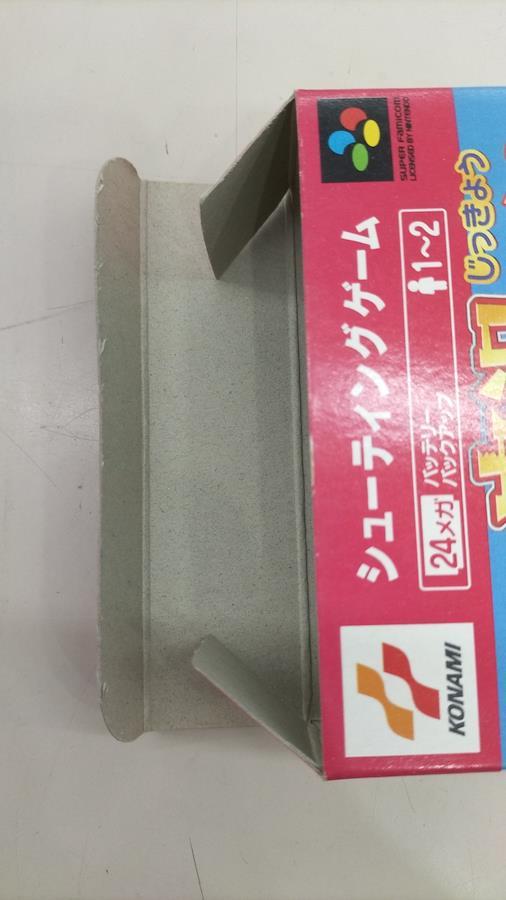 SUPER FAMICOM
LICENSED BY NINTENDO
シューティングゲーム
24メガ
バッテリー
バックアップ
1〜2
KONAMI
じっきょう